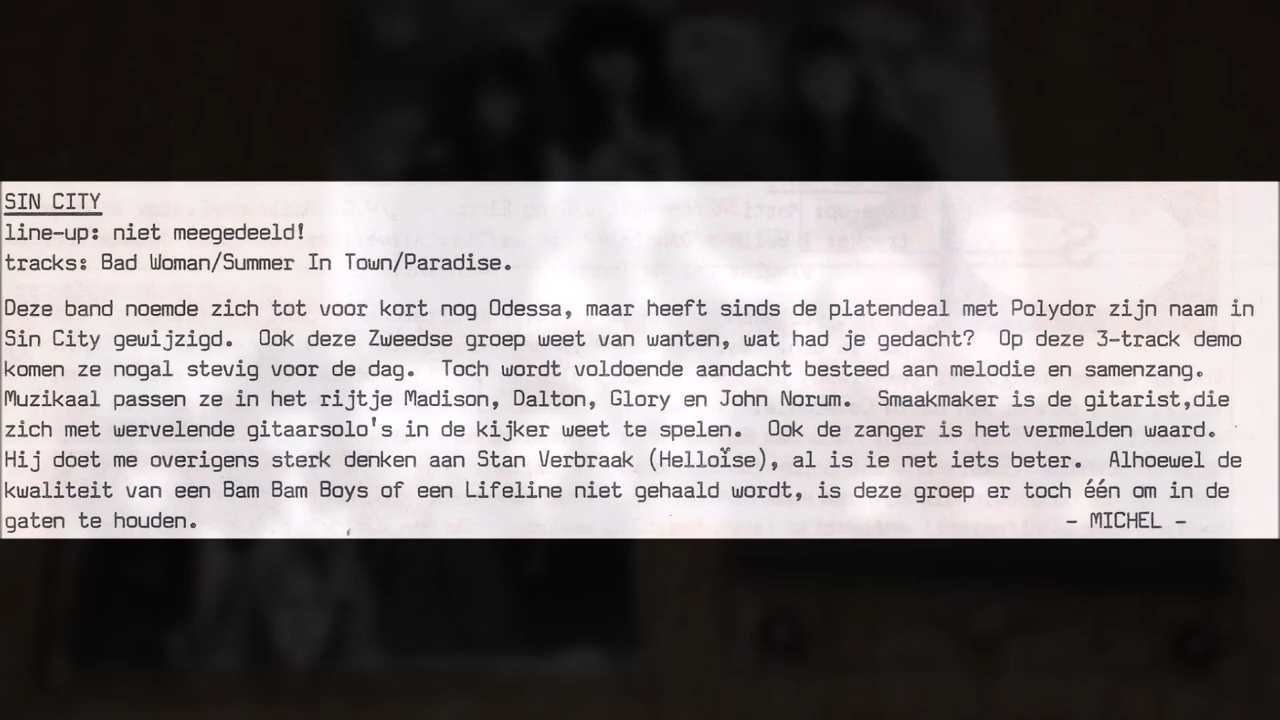 SIN CITY
line-up: niet meegedeeld!
tracks: Bad Woman/Summer In Town/Paradise.
Deze band noemde zich tot voor kort nog Odessa, maar heeft sinds de platendeal met Polydor zijn naam in
Sin City gewijzigd. Ook deze Zweedse groep weet van wanten, wat had je gedacht? Op deze 3-track demo
komen ze nogal stevig voor de dag. Toch wordt voldoende aandacht besteed aan melodie en samenzang.
Muzikaal passen ze in het rijtje Madison, Dalton, Glory en John Norum. Smaakmaker is de gitarist,die
zich met wervelende gitaarsolo's in de kijker weet te spelen. Ook de zanger is het vermelden waard.
Hij doet me overigens sterk denken aan Stan Verbraak (Helloïse), al is ie net iets beter. Alhoewel de
kwaliteit van een Bam Bam Boys of een Lifeline niet gehaald wordt, is deze groep er toch één om in de
gaten te houden. - MICHEL -